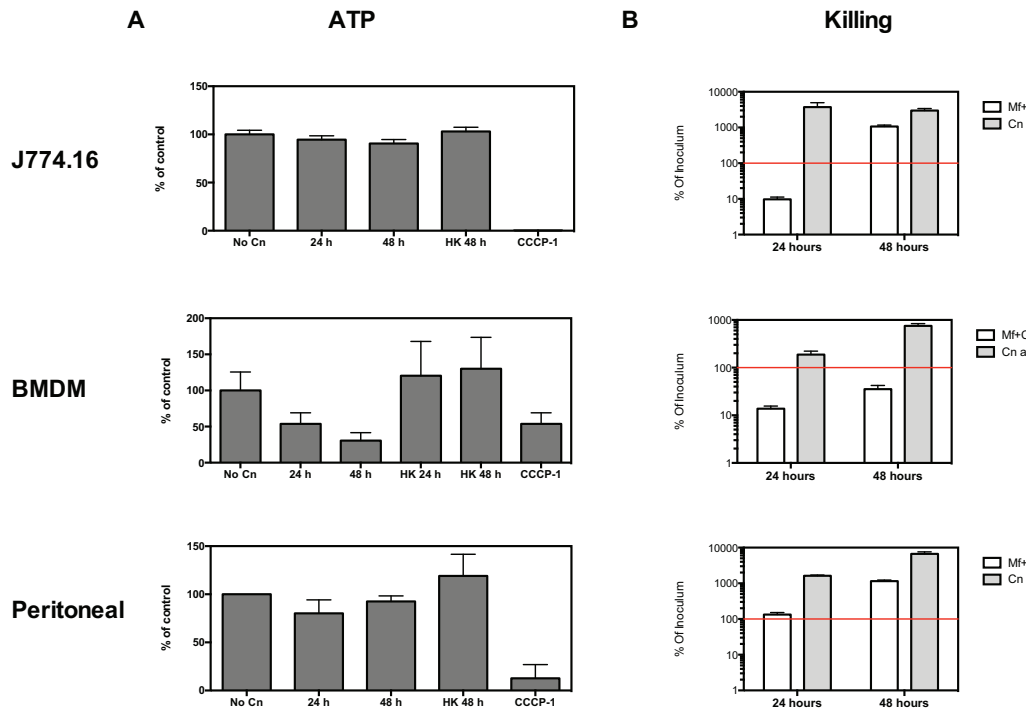 A ATP B Killing
J774.16
% of control
150
100
50
0
No Cn 24 h 48 h HK 48 h CCCP-1
% Of Inoculum
10000
1000
100
10
1
24 hours 48 hours
Mf+
Cn
BMDM
% of control
200
150
100
50
0
No Cn 24 h 48 h HK 24 h HK 48 h CCCP-1
% Of Inoculum
1000
100
10
1
24 hours 48 hours
Mf+C
Cn a
Peritoneal
% of control
150
100
50
0
No Cn 24 h 48 h HK 48 h CCCP-1
% Of Inoculum
10000
1000
100
10
1
24 hours 48 hours
Mf+
Cn